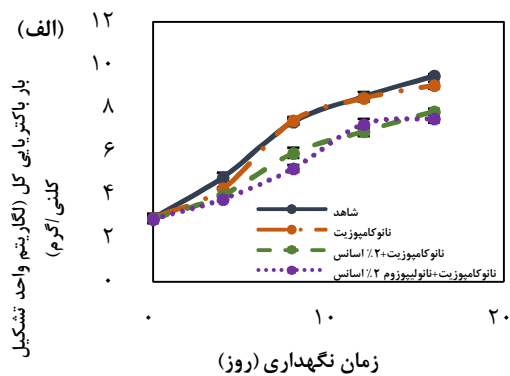 (الف)
۱۲
۱۰
۸
۶
۴
۲
۰
بار باکتریایی کل (لگاریتم واحد تشکیل
کلنی/گرم)
شاهد
نانوکامپوزیت
نانوکامپوزیت+۲٪ اسانس
نانوکامپوزیت+نانولیپوزوم ۲٪ اسانس
۰
۱۰
۲۰
زمان نگهداری (روز)